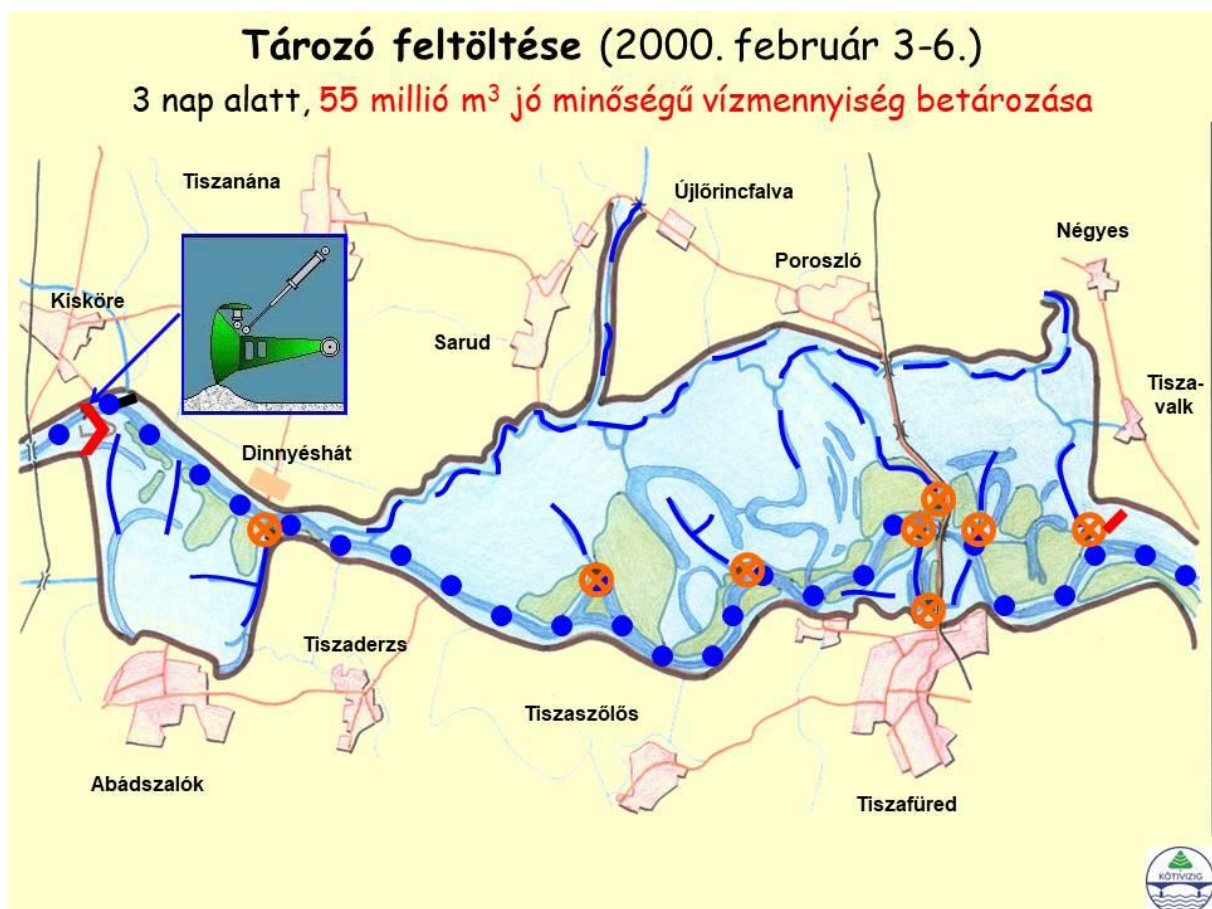 Tározó feltöltése (2000. február 3-6.)
3 nap alatt, 55 millió m³ jó minőségű vízmennyiség betározása
Tiszanána
Újlőrincfalva
Négyes
Poroszló
Kisköre
Sarud
Tisza-
valk
Dinnyéshát
Tiszaderzs
Tiszaszőlős
Abádszalók
Tiszafüred
KÖTIVIZIG